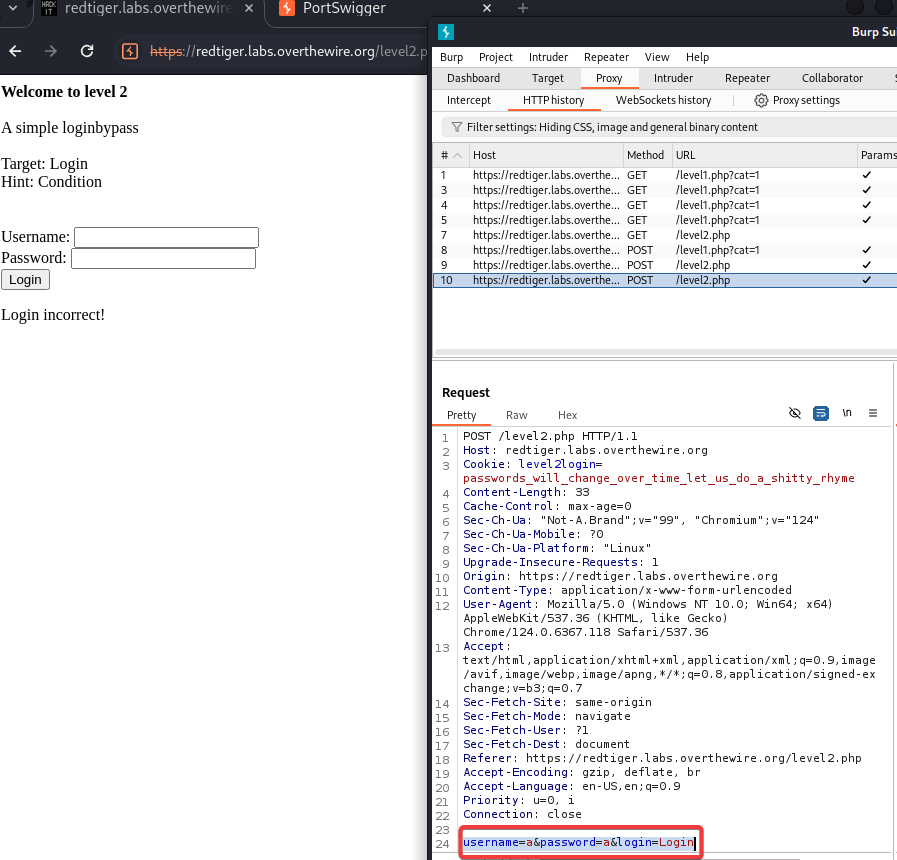 HACK
IT
redtiger.labs.overthewire
PortSwigger
https://redtiger.labs.overthewire.org/level2.p
Welcome to level 2
A simple loginbypass
Target: Login
Hint: Condition
Username:
Password:
Login
Login incorrect!
Burp Su
Burp Project Intruder Repeater View Help
Dashboard Target Proxy Intruder Repeater Collaborator
Intercept HTTP history WebSockets history Proxy settings
Filter settings: Hiding CSS, image and general binary content
# Host Method URL Params
1 https://redtiger.labs.overthe... GET /level1.php?cat=1 ✓
3 https://redtiger.labs.overthe... GET /level1.php?cat=1 ✓
4 https://redtiger.labs.overthe... GET /level1.php?cat=1 ✓
5 https://redtiger.labs.overthe... GET /level1.php?cat=1 ✓
7 https://redtiger.labs.overthe... GET /level2.php
8 https://redtiger.labs.overthe... POST /level1.php?cat=1 ✓
9 https://redtiger.labs.overthe... POST /level2.php ✓
10 https://redtiger.labs.overthe... POST /level2.php ✓
Request
Pretty Raw Hex \n
1 POST /level2.php HTTP/1.1
2 Host: redtiger.labs.overthewire.org
3 Cookie: level2login=
passwords_will_change_over_time_let_us_do_a_shitty_rhyme
4 Content-Length: 33
5 Cache-Control: max-age=0
6 Sec-Ch-Ua: "Not-A.Brand";v="99", "Chromium";v="124"
7 Sec-Ch-Ua-Mobile: ?0
8 Sec-Ch-Ua-Platform: "Linux"
9 Upgrade-Insecure-Requests: 1
10 Origin: https://redtiger.labs.overthewire.org
11 Content-Type: application/x-www-form-urlencoded
12 User-Agent: Mozilla/5.0 (Windows NT 10.0; Win64; x64)
AppleWebKit/537.36 (KHTML, like Gecko)
Chrome/124.0.6367.118 Safari/537.36
13 Accept:
text/html,application/xhtml+xml,application/xml;q=0.9,image
/avif,image/webp,image/apng,*/*;q=0.8,application/signed-ex
change;v=b3;q=0.7
14 Sec-Fetch-Site: same-origin
15 Sec-Fetch-Mode: navigate
16 Sec-Fetch-User: ?1
17 Sec-Fetch-Dest: document
18 Referer: https://redtiger.labs.overthewire.org/level2.php
19 Accept-Encoding: gzip, deflate, br
20 Accept-Language: en-US,en;q=0.9
21 Priority: u=0, i
22 Connection: close
23
24 username=a&password=a&login=Login